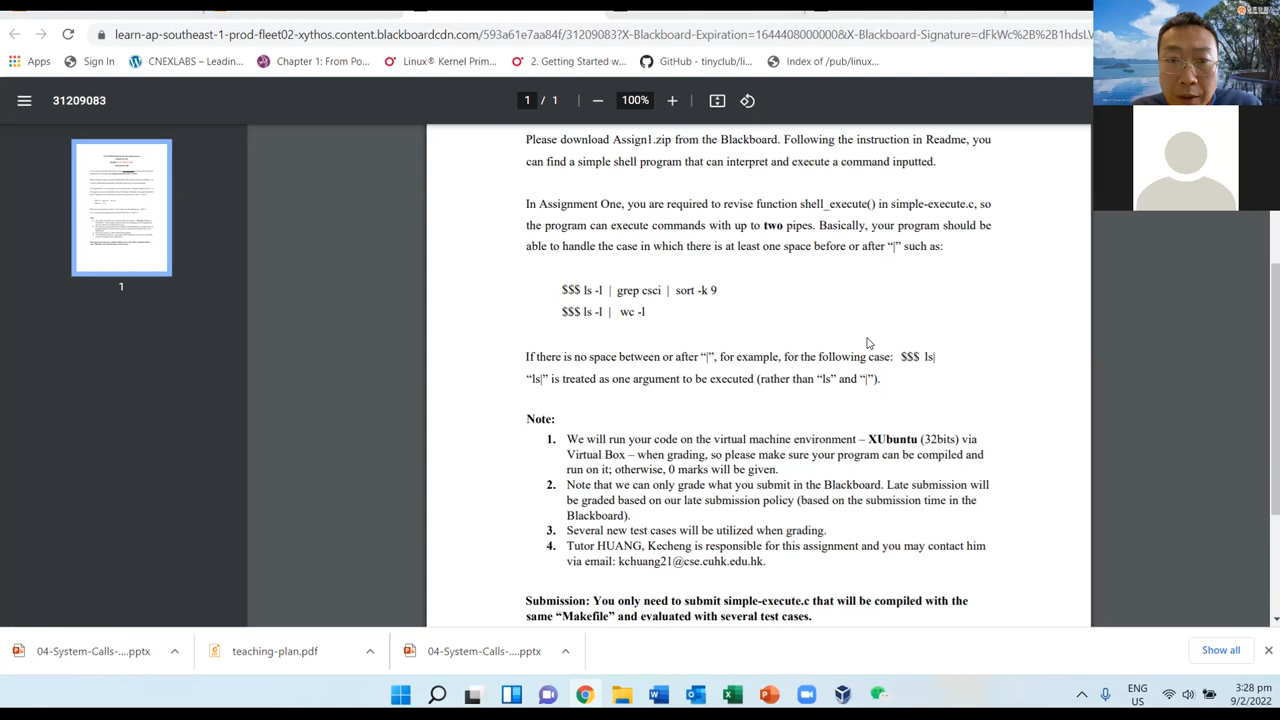 learn-ap-southeast-1-prod-fleet02-xythos.content.blackboardcdn.com/593a61e7aa84f/31209083?X-Blackboard-Expiration=1644408000000&X-Blackboard-Signature=dFkWc%2B%2B1hdsLV
Apps Sign In CNEXLABS – Leadin... Chapter 1: From Po... Linux® Kernel Prim... 2. Getting Started w... GitHub - tinyclub/li... Index of /pub/linux...
31209083 1 / 1 100%
Please download Assign1.zip from the Blackboard. Following the instruction in Readme, you
can find a simple shell program that can interpret and execute a command inputted.
In Assignment One, you are required to revise function shell_execute() in simple-execute.c, so
the program can execute commands with up to two pipes. Basically, your program should be
able to handle the case in which there is at least one space before or after “|” such as:
$$$ ls -l | grep csci | sort -k 9
$$$ ls -l | wc -l
If there is no space between or after “|”, for example, for the following case: $$$ ls|
“ls|” is treated as one argument to be executed (rather than “ls” and “|”).
Note:
1. We will run your code on the virtual machine environment – XUbuntu (32bits) via
Virtual Box – when grading, so please make sure your program can be compiled and
run on it; otherwise, 0 marks will be given.
2. Note that we can only grade what you submit in the Blackboard. Late submission will
be graded based on our late submission policy (based on the submission time in the
Blackboard).
3. Several new test cases will be utilized when grading.
4. Tutor HUANG, Kecheng is responsible for this assignment and you may contact him
via email: kchuang21@cse.cuhk.edu.hk.
Submission: You only need to submit simple-execute.c that will be compiled with the
same “Makefile” and evaluated with several test cases.
1
04-System-Calls-....pptx teaching-plan.pdf 04-System-Calls-....pptx Show all
ENG 3:28 pm
US 9/2/2022